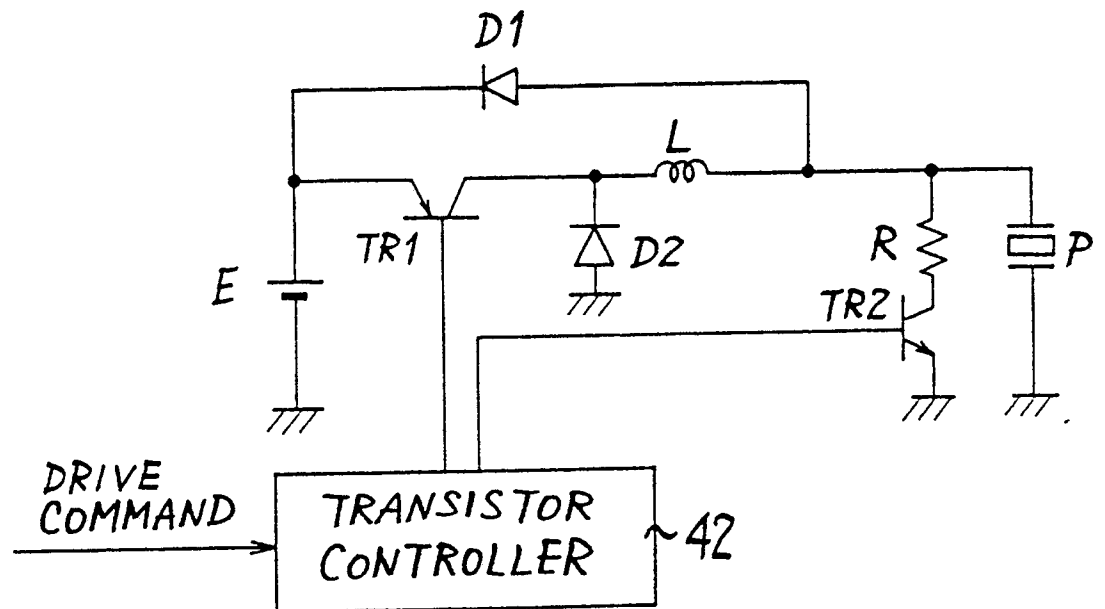 D1
L
TR1
D2
R
P
E
TR2
DRIVE
COMMAND
TRANSISTOR
CONTROLLER
42